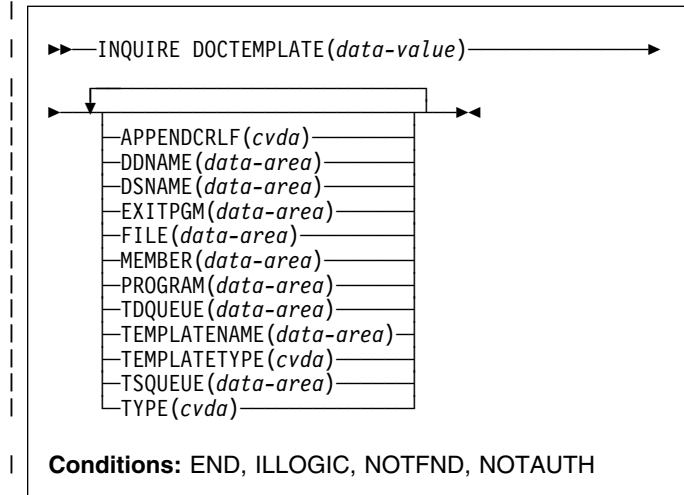 INQUIRE DOCTEMPLATE(data-value)
APPENDCRLF(cvda)
DDNAME(data-area)
DSNAME(data-area)
EXITPGM(data-area)
FILE(data-area)
MEMBER(data-area)
PROGRAM(data-area)
TDQUEUE(data-area)
TEMPLATENAME(data-area)
TEMPLATETYPE(cvda)
TSQUEUE(data-area)
TYPE(cvda)
Conditions: END, ILLOGIC, NOTFND, NOTAUTH